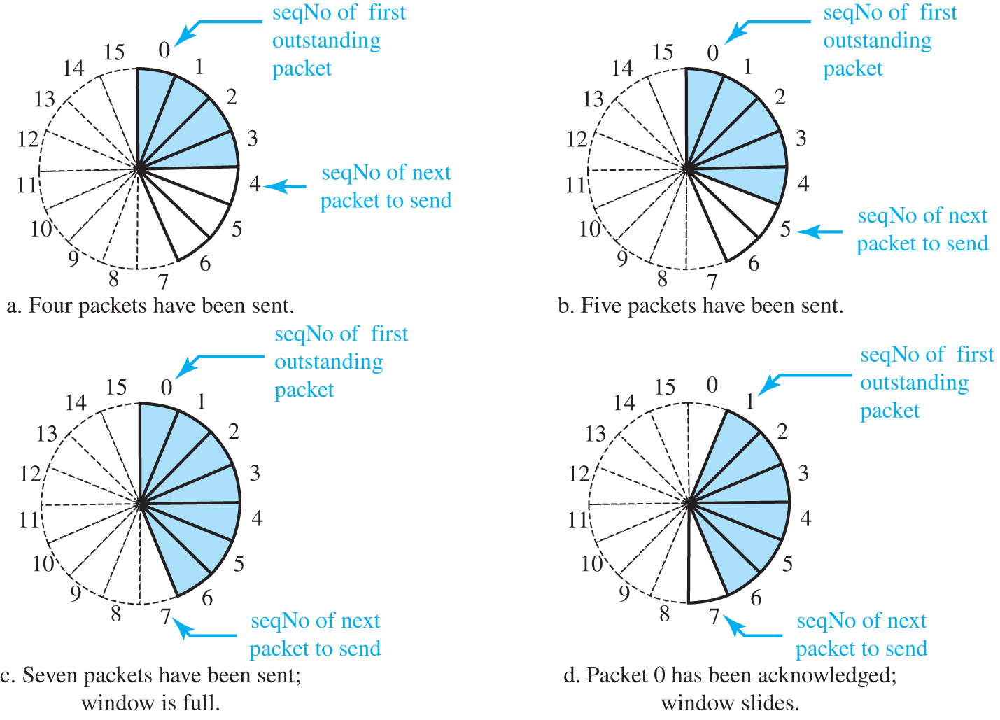 seqNo of first
outstanding
packet
0
1
2
3
4
5
6
7
8
9
10
11
12
13
14
15
seqNo of next
packet to send
a. Four packets have been sent.
seqNo of first
outstanding
packet
0
1
2
3
4
5
6
7
8
9
10
11
12
13
14
15
seqNo of next
packet to send
b. Five packets have been sent.
seqNo of first
outstanding
packet
0
1
2
3
4
5
6
7
8
9
10
11
12
13
14
15
seqNo of next
packet to send
c. Seven packets have been sent;
window is full.
seqNo of first
outstanding
packet
0
1
2
3
4
5
6
7
8
9
10
11
12
13
14
15
seqNo of next
packet to send
d. Packet 0 has been acknowledged;
window slides.